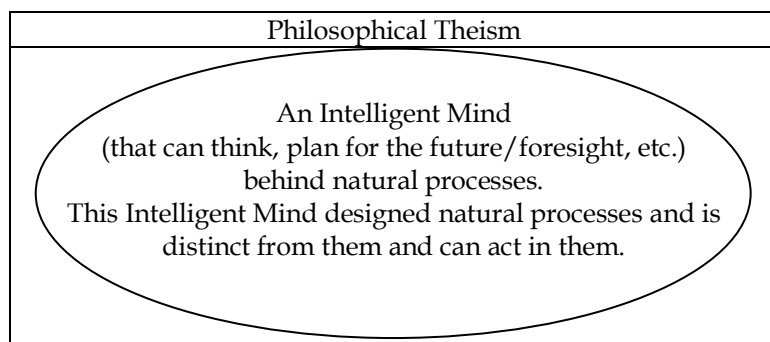 Philosophical Theism
An Intelligent Mind
(that can think, plan for the future/foresight, etc.)
behind natural processes.
This Intelligent Mind designed natural processes and is
distinct from them and can act in them.